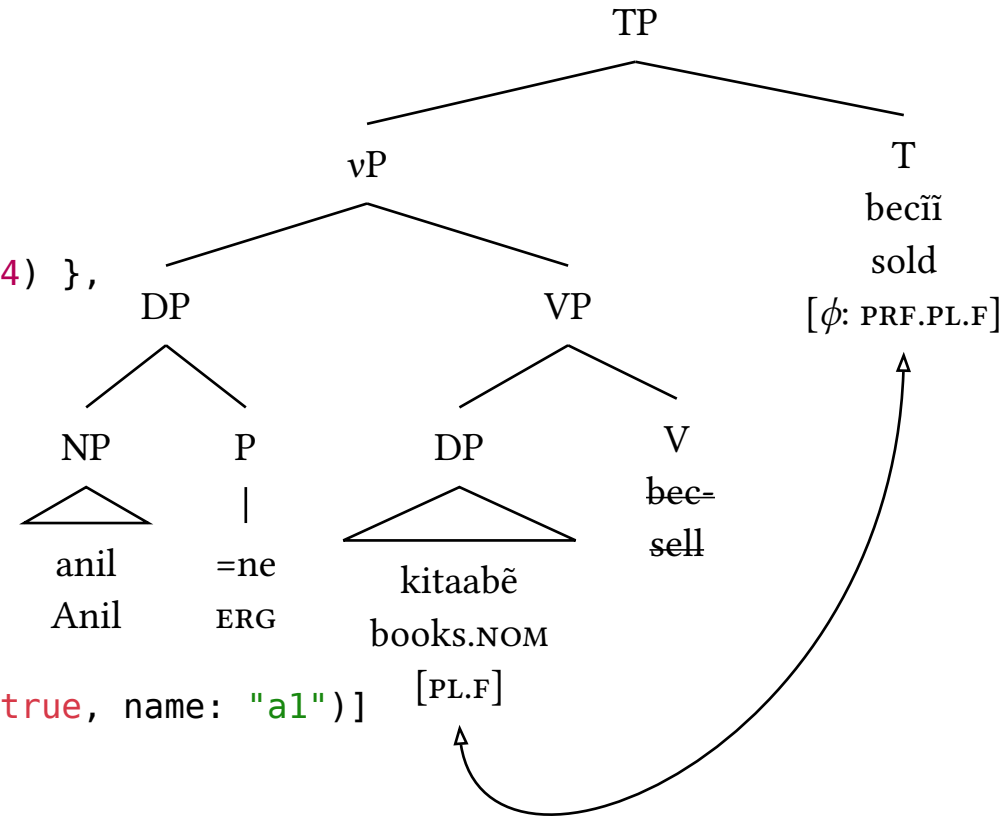 TP
vP T
becĩĩ
4) }, sold
DP VP [ϕ: PRF.PL.F]
NP P DP V
bec-
sell
anil =ne kitaabẽ
Anil ERG books.NOM
[PL.F]
true, name: "a1")]